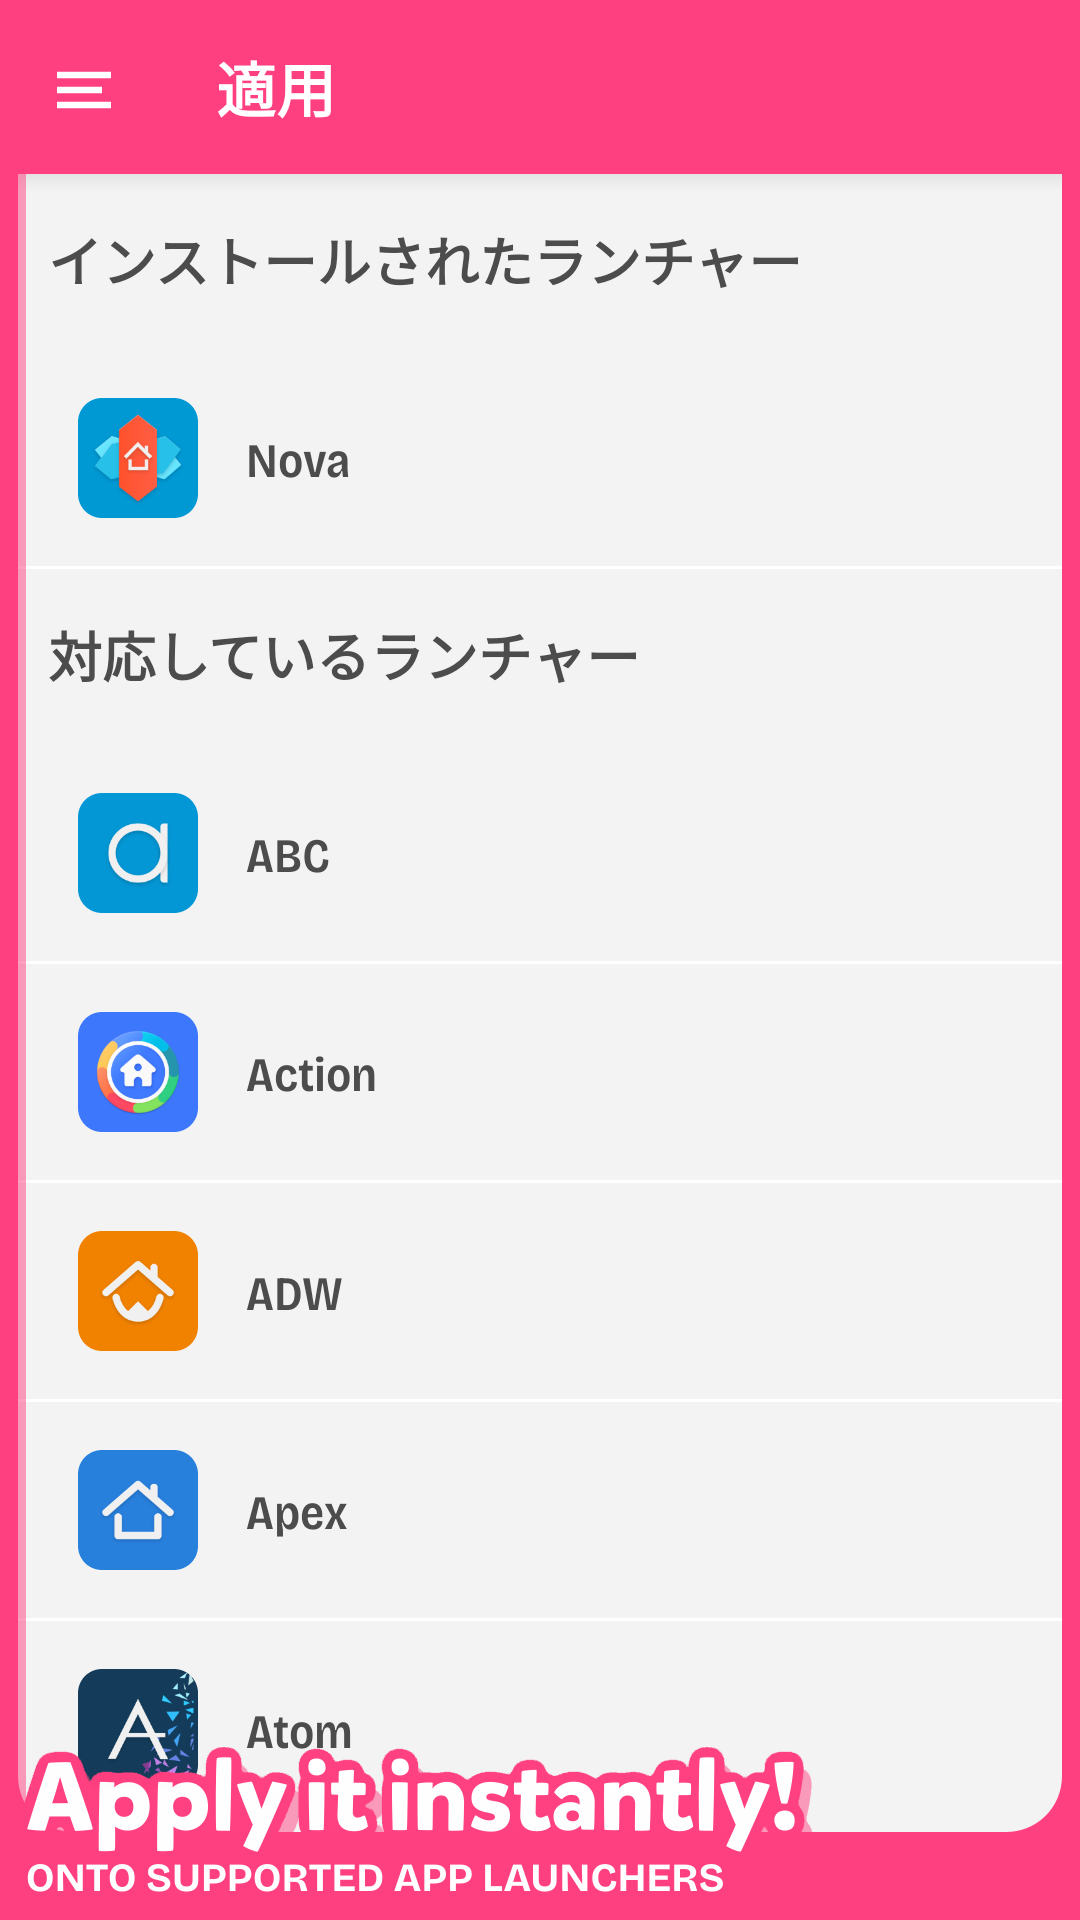 適用
インストールされたランチャー
Nova
対応しているランチャー
ABC
Action
ADW
Apex
Atom
Apply it instantly!
ONTO SUPPORTED APP LAUNCHERS